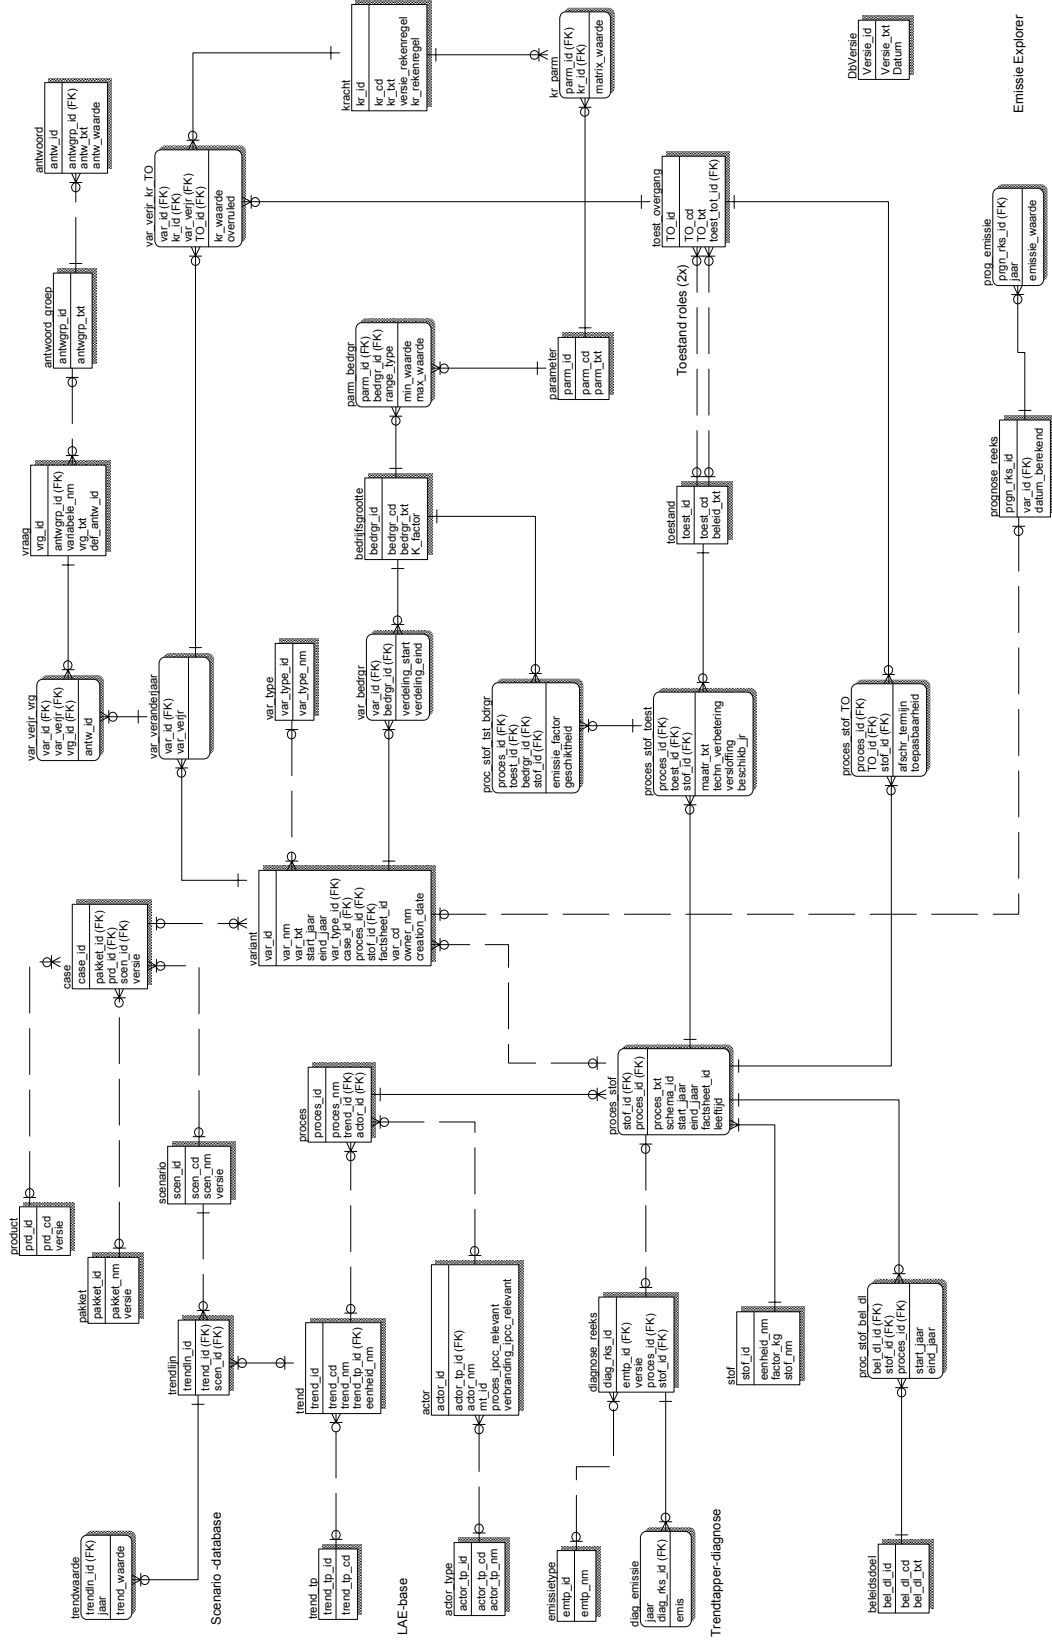 trendwaarde
trendln_id (FK)
jaar
trend_waarde
Scenario -database
trend_tp
trend_tp_id
trend_tp_cd
LAE-base
actor_type
actor_tp_id
actor_tp_cd
actor_tp_nm
emissietype
emtp_id
emtp_nm
diag_emissie
jaar
diag_rks_id (FK)
emis
Trendtapper-diagnose
beleidsdoel
bel_dl_id
bel_dl_cd
bel_dl_txt
product
prd_id
prd_cd
versie
pakket
pakket_id
pakket_nm
versie
trendlijn
trendln_id
trend_id (FK)
scen_id (FK)
scenario
scen_id
scen_cd
scen_nm
versie
trend
trend_id
trend_cd
trend_nm
trend_tp_id (FK)
eenheid_nm
actor
actor_id
actor_tp_id (FK)
actor_nm
mt_id
proces_ipcc_relevant
verbranding_ipcc_relevant
diagnose_reeks
diag_rks_id
emtp_id (FK)
versie
proces_id (FK)
stof_id (FK)
stof
stof_id
eenheid_nm
factor_kg
stof_nm
proc_stof_bel_dl
bel_dl_id (FK)
stof_id (FK)
proces_id (FK)
start_jaar
eind_jaar
case
case_id
pakket_id (FK)
prd_id (FK)
scen_id (FK)
versie
proces
proces_id
proces_nm
trend_id (FK)
actor_id (FK)
proces_stof
stof_id (FK)
proces_id (FK)
proces_txt
schema_id
start_jaar
eind_jaar
factsheet_id
leeftijd
variant
var_id
var_nm
var_txt
start_jaar
eind_jaar
var_type_id (FK)
case_id (FK)
proces_id (FK)
stof_id (FK)
factsheet_id
var_cd
owner_nm
creation_date
var_verjr_vrg
var_id (FK)
var_verjr (FK)
vrg_id (FK)
antw_id
var_veranderjaar
var_id (FK)
var_verjr
var_type
var_type_id
var_type_nm
var_bedrgr
var_id (FK)
bedrgr_id (FK)
verdeling_start
verdeling_eind
proc_stof_tst_bdrgr
proces_id (FK)
toest_id (FK)
bedrgr_id (FK)
stof_id (FK)
emissie_factor
geschiktheid
proces_stof_toest
proces_id (FK)
toest_id (FK)
stof_id (FK)
maatr_txt
techn_verbetering
versloffing
beschikb_jr
proces_stof_TO
proces_id (FK)
TO_id (FK)
stof_id (FK)
afschr_termijn
toepasbaarheid
vraag
vrg_id
antwgrp_id (FK)
variabele_nm
vrg_txt
def_antw_id
bedrijfsgrootte
bedrgr_id
bedrgr_cd
bedrgr_txt
K_factor
toestand
toest_id
toest_cd
beleid_txt
prognose_reeks
prgn_rks_id
var_id (FK)
datum_berekend
antwoord_groep
antwgrp_id
antwgrp_txt
parm_bedrgr
parm_id (FK)
bedrgr_id (FK)
range_type
min_waarde
max_waarde
parameter
parm_id
parm_cd
parm_txt
Toestand roles (2x)
antwoord
antw_id
antwgrp_id (FK)
antw_txt
antw_waarde
var_verjr_kr_TO
var_id (FK)
kr_id (FK)
var_verjr (FK)
TO_id (FK)
kr_waarde
overruled
toest_overgang
TO_id
TO_cd
TO_txt
toest_tot_id (FK)
prog_emissie
prgn_rks_id (FK)
jaar
emissie_waarde
kracht
kr_id
kr_cd
kr_txt
versie_rekenregel
kr_rekenregel
kr_parm
parm_id (FK)
kr_id (FK)
matrix_waarde
DbVersie
Versie_id
Versie_txt
Datum
Emissie Explorer